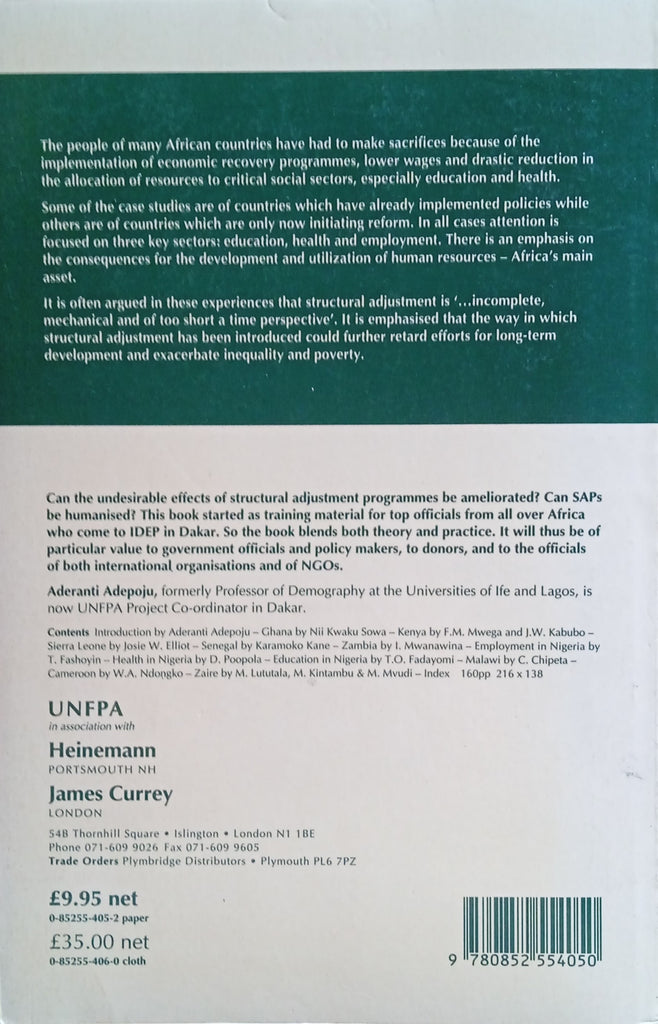 The people of many African countries have had to make sacrifices because of the
implementation of economic recovery programmes, lower wages and drastic reduction in
the allocation of resources to critical social sectors, especially education and health.
Some of the case studies are of countries which have already implemented policies while
others are of countries which are only now initiating reform. In all cases attention is
focused on three key sectors: education, health and employment. There is an emphasis on
the consequences for the development and utilization of human resources – Africa's main
asset.
It is often argued in these experiences that structural adjustment is '...incomplete,
mechanical and of too short a time perspective'. It is emphasised that the way in which
structural adjustment has been introduced could further retard efforts for long-term
development and exacerbate inequality and poverty.
Can the undesirable effects of structural adjustment programmes be ameliorated? Can SAPs
be humanised? This book started as training material for top officials from all over Africa
who come to IDEP in Dakar. So the book blends both theory and practice. It will thus be of
particular value to government officials and policy makers, to donors, and to the officials
of both international organisations and of NGOs.
Aderanti Adepoju, formerly Professor of Demography at the Universities of Ife and Lagos, is
now UNFPA Project Co-ordinator in Dakar.
Contents Introduction by Aderanti Adepoju – Ghana by Nii Kwaku Sowa – Kenya by F.M. Mwega and J.W. Kabubo –
Sierra Leone by Josie W. Elliot – Senegal by Karamoko Kane – Zambia by I. Mwanawina – Employment in Nigeria by
T. Fashoyin – Health in Nigeria by D. Poopola – Education in Nigeria by T.O. Fadayomi – Malawi by C. Chipeta –
Cameroon by W.A. Ndongko – Zaire by M. Lututala, M. Kintambu & M. Mvudi – Index 160pp 216 x 138
UNFPA
in association with
Heinemann
PORTSMOUTH NH
James Currey
LONDON
54B Thornhill Square • Islington • London N1 1BE
Phone 071-609 9026 Fax 071-609 9605
Trade Orders Plymbridge Distributors • Plymouth PL6 7PZ
£9.95 net
0-85255-405-2 paper
£35.00 net
0-85255-406-0 cloth
9 780852 554050